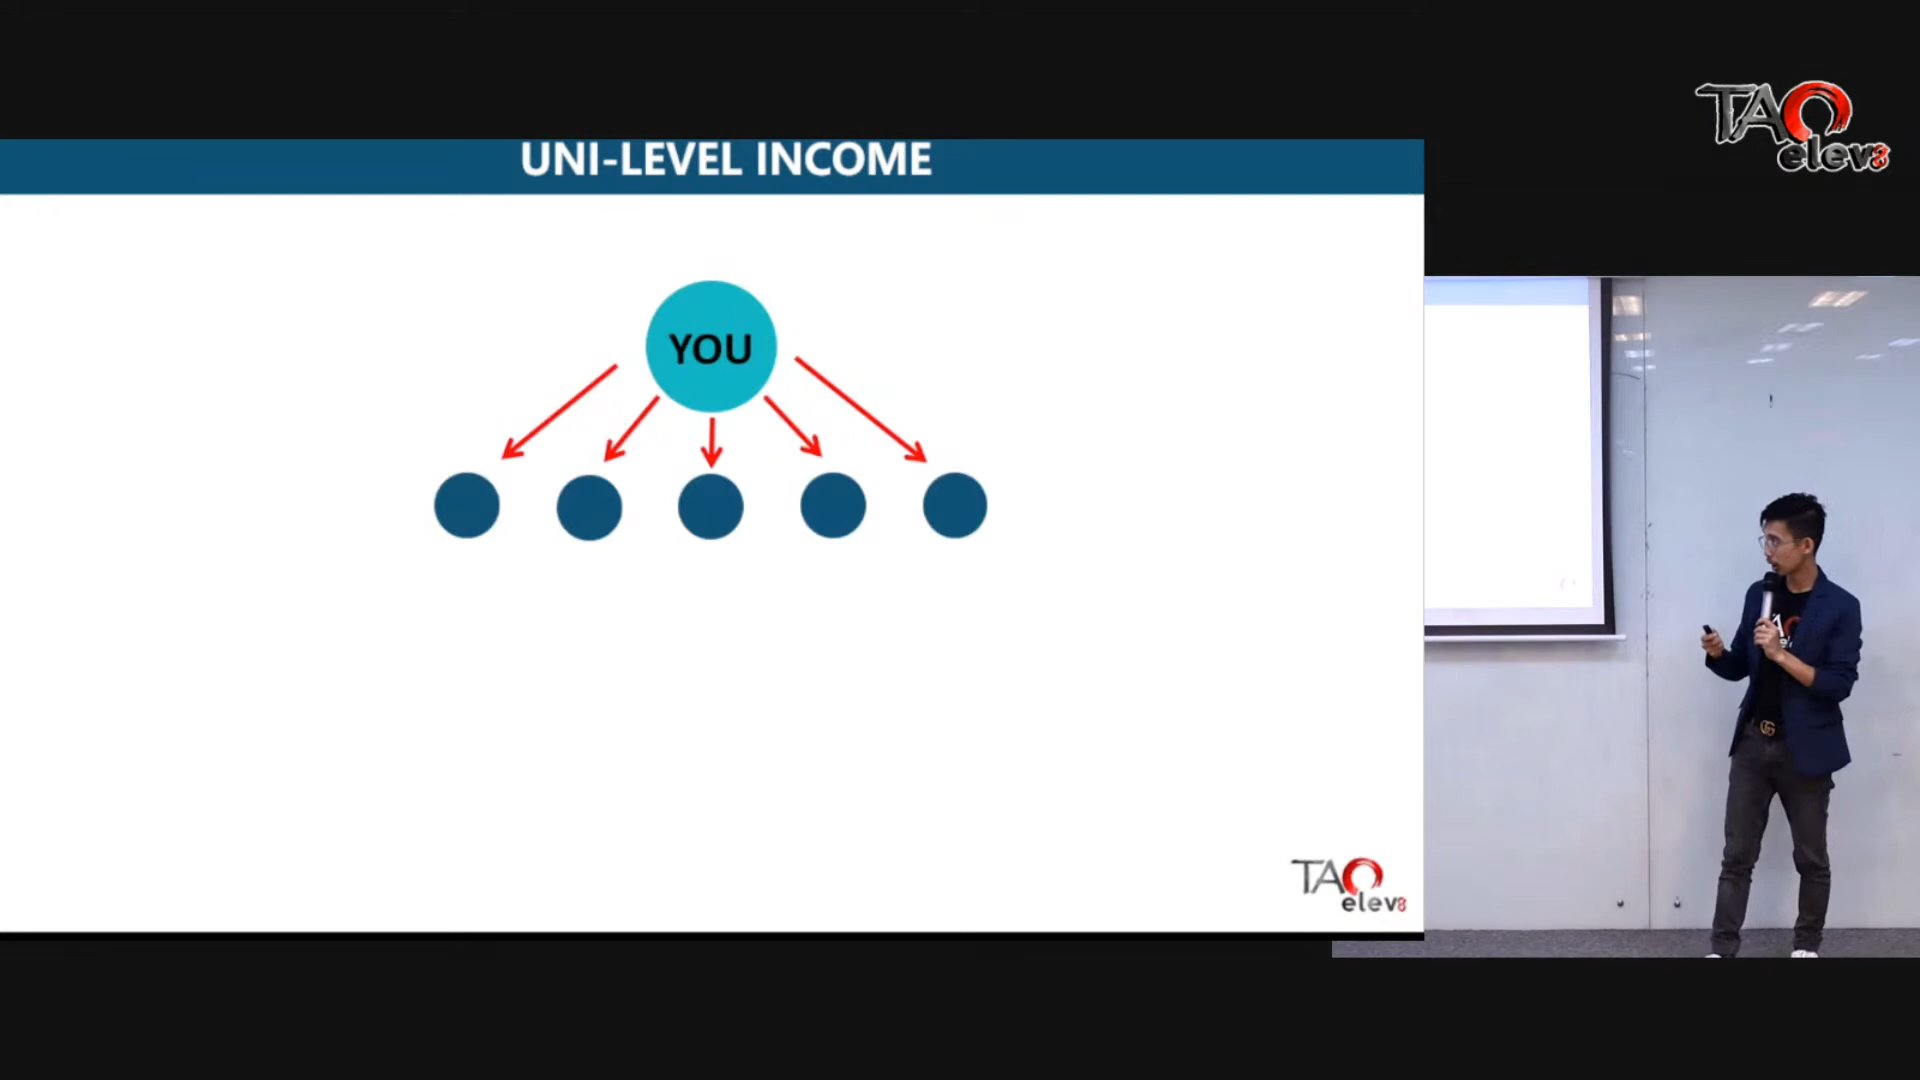 UNI-LEVEL INCOME
TAO
elev8
YOU
TAO
elev8